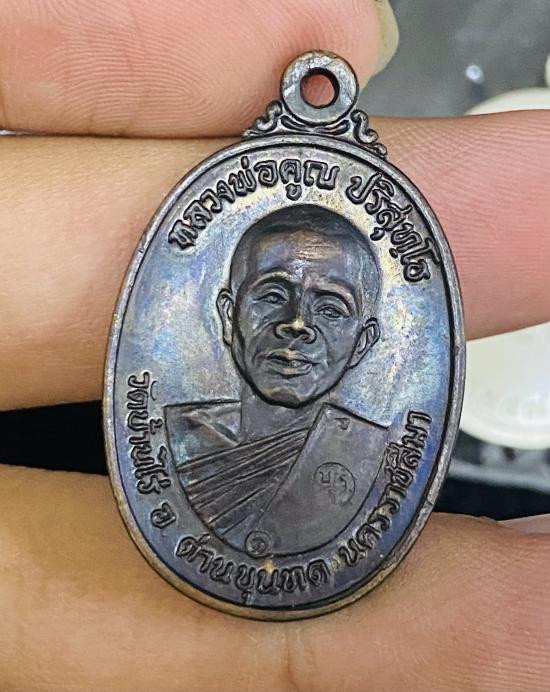 หลวงพ่อคูณ ปริสุทฺโธ
วัดบ้านไร่ อ ด่านขุนทด นครราชสีมา
๑